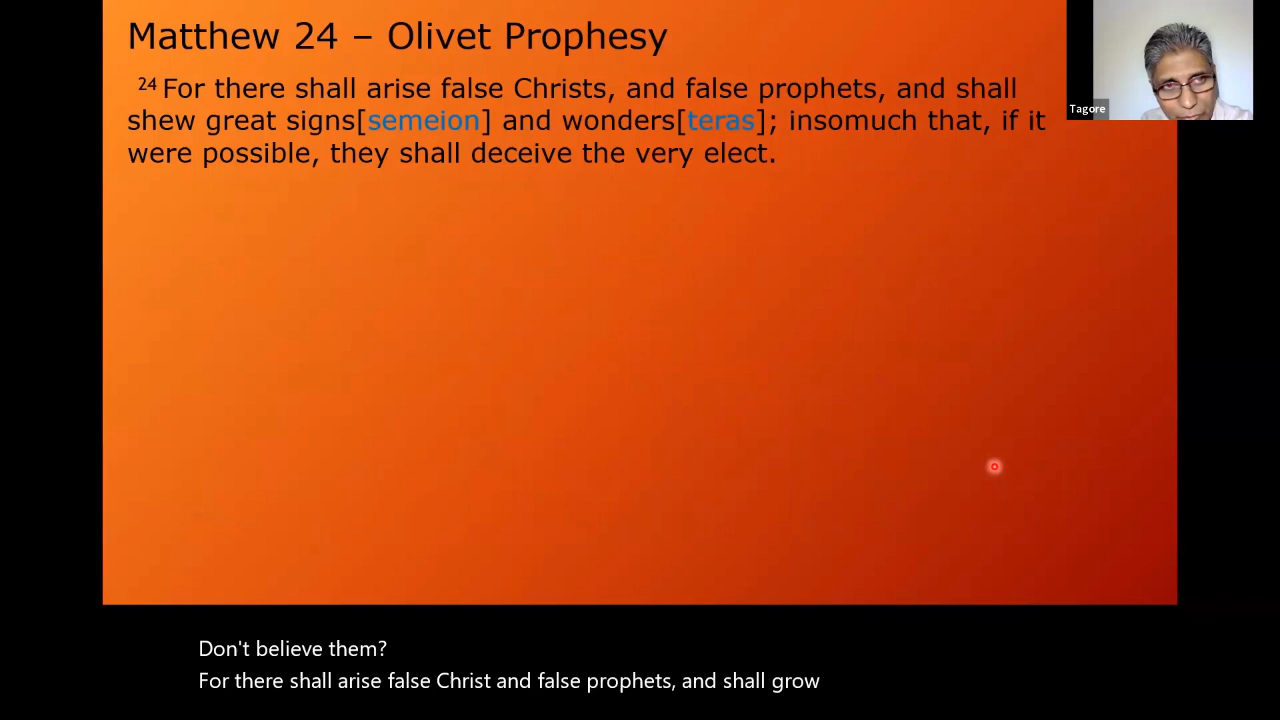 Matthew 24 – Olivet Prophesy
24 For there shall arise false Christs, and false prophets, and shall
shew great signs[semeion] and wonders[teras]; insomuch that, if it
were possible, they shall deceive the very elect.
Tagore
Don't believe them?
For there shall arise false Christ and false prophets, and shall grow